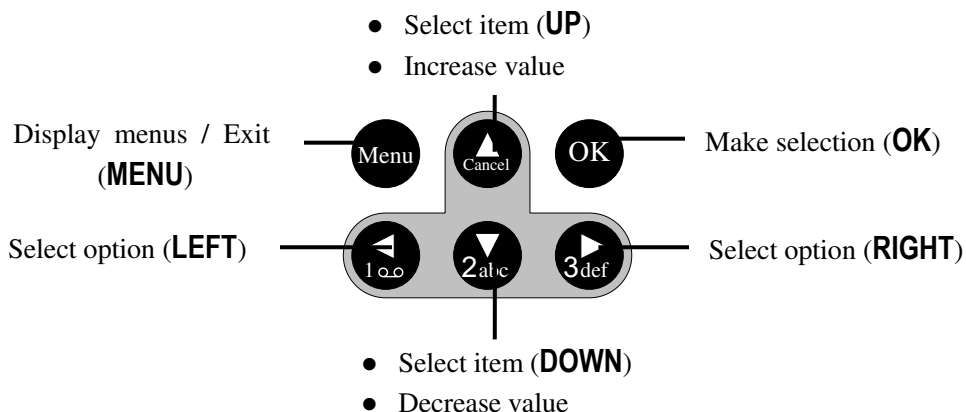 ● Select item (UP)
● Increase value
Display menus / Exit
(MENU)
Menu
Cancel
OK
Make selection (OK)
Select option (LEFT)
1
2abc
3def
Select option (RIGHT)
● Select item (DOWN)
● Decrease value